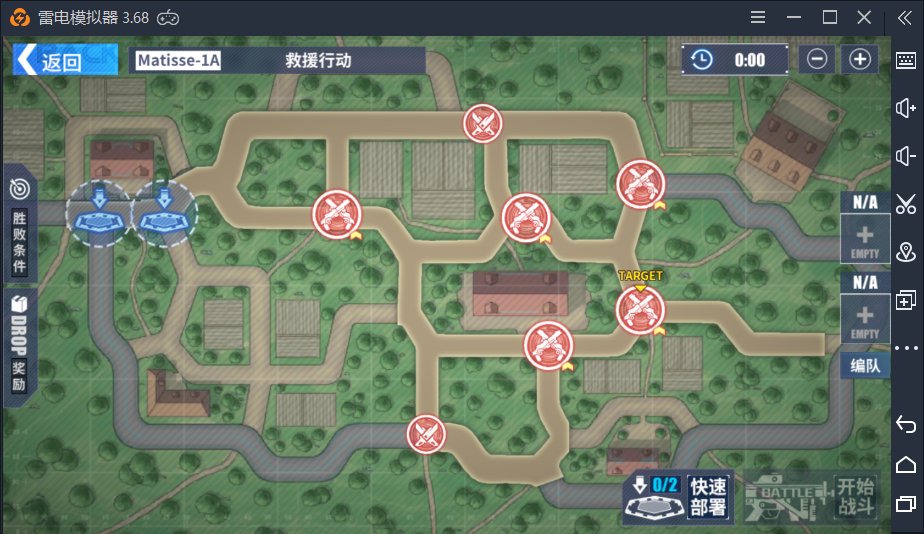 雷电模拟器 3.68
返回
Matisse-1A
救援行动
0:00
胜败条件
DROP 奖励
TARGET
N/A
EMPTY
N/A
EMPTY
编队
0/2 快速部署
BATTLE 开始战斗